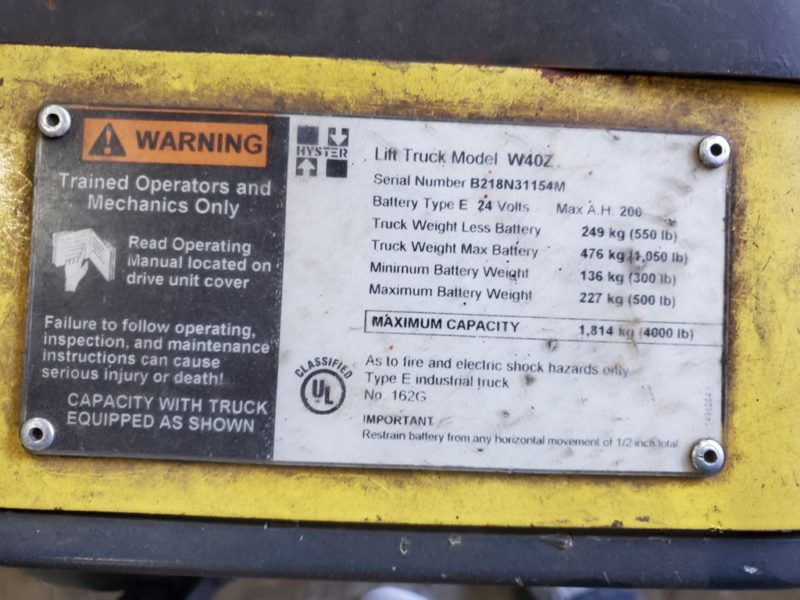 WARNING
Trained Operators and
Mechanics Only
Read Operating
Manual located on
drive unit cover
Failure to follow operating,
inspection, and maintenance
instructions can cause
serious injury or death!
CAPACITY WITH TRUCK
EQUIPPED AS SHOWN
HYSTER
Lift Truck Model W40Z
Serial Number B218N31154M
Battery Type E 24 Volts Max A.H. 200
Truck Weight Less Battery 249 kg (550 lb)
Truck Weight Max Battery 476 kg (1,050 lb)
Minimum Battery Weight 136 kg (300 lb)
Maximum Battery Weight 227 kg (500 lb)
MAXIMUM CAPACITY 1,814 kg (4000 lb)
CLASSIFIED
UL
As to fire and electric shock hazards only
Type E industrial truck
No. 162G
IMPORTANT
Restrain battery from any horizontal movement of 1/2 inch total